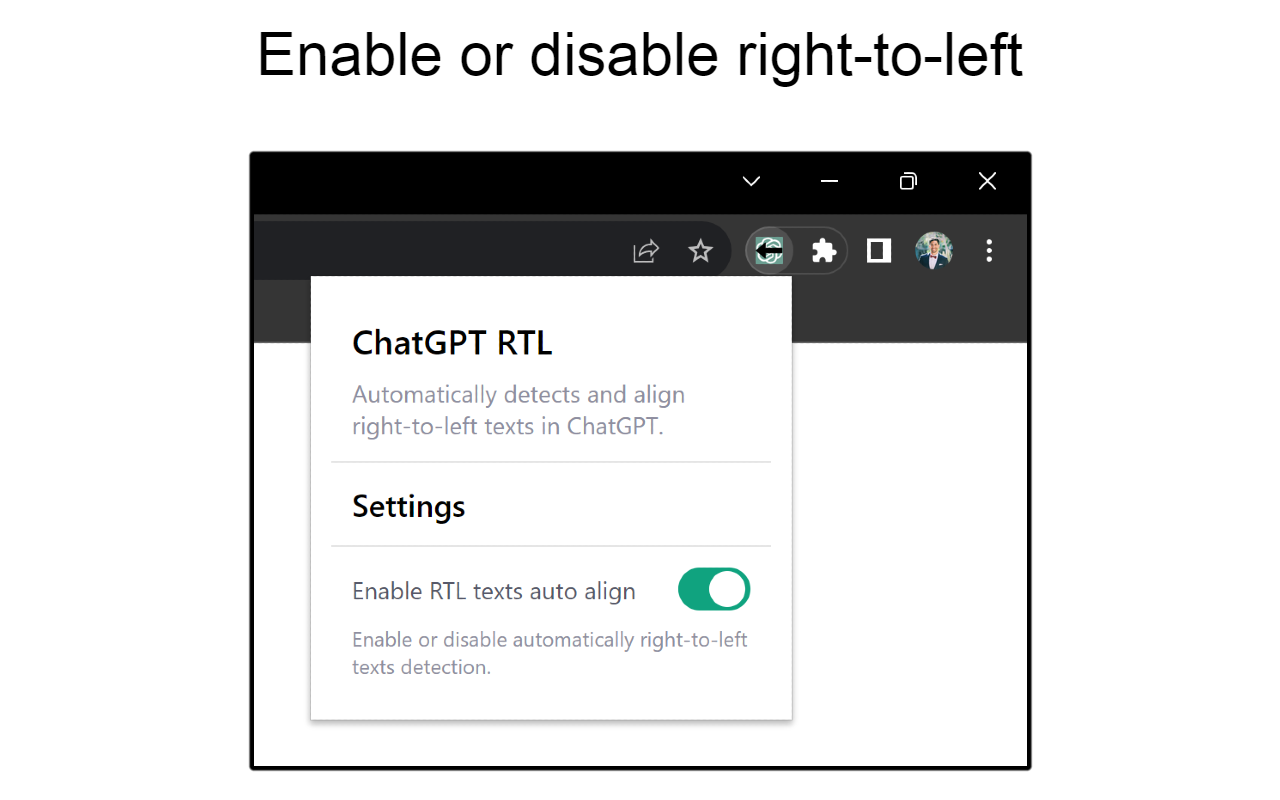 Enable or disable right-to-left
ChatGPT RTL
Automatically detects and align
right-to-left texts in ChatGPT.
Settings
Enable RTL texts auto align
Enable or disable automatically right-to-left
texts detection.